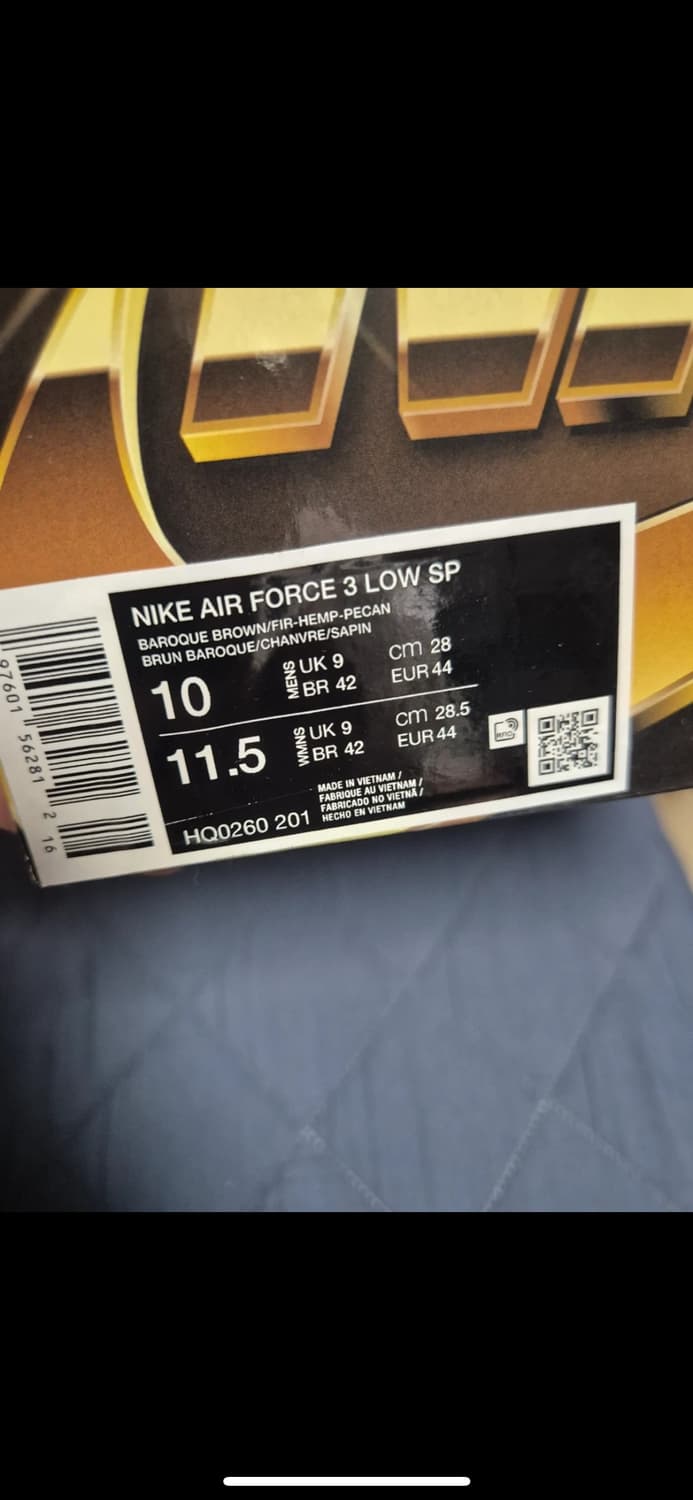 NIKE AIR FORCE 3 LOW SP
BAROQUE BROWN/FIR-HEMP-PECAN
BRUN BAROQUE/CHANVRE/SAPIN
10 MENS UK 9 cm 28
BR 42 EUR 44
11.5 WMNS UK 9 cm 28.5
BR 42 EUR 44
RFID
MADE IN VIETNAM /
FABRIQUE AU VIETNAM /
FABRICADO NO VIETNÃ /
HECHO EN VIETNAM
HQ0260 201
97601 56281 2 16